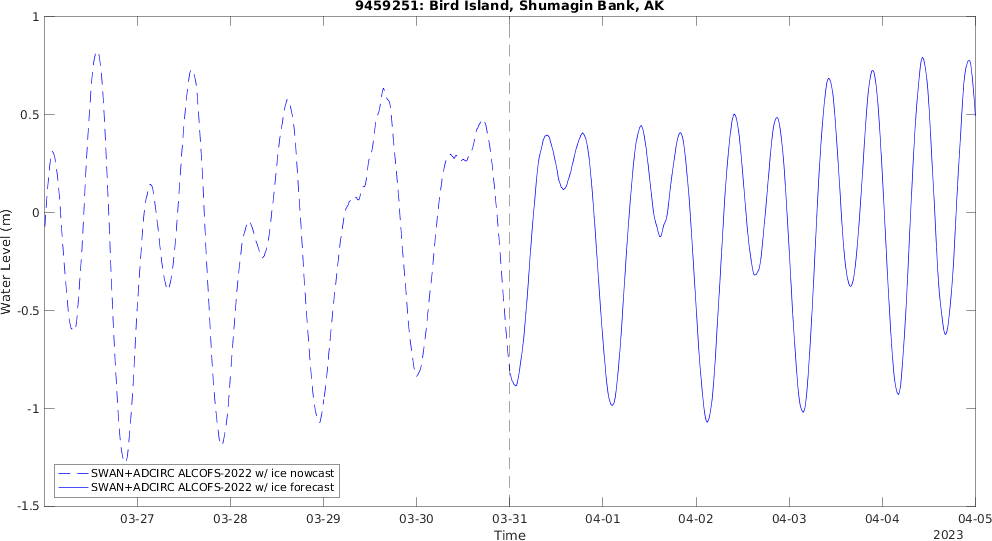 9459251: Bird Island, Shumagin Bank, AK
Water Level (m)
1
0.5
0
-0.5
-1
-1.5
SWAN+ADCIRC ALCOFS-2022 w/ ice nowcast
SWAN+ADCIRC ALCOFS-2022 w/ ice forecast
03-27 03-28 03-29 03-30 03-31 04-01 04-02 04-03 04-04 04-05
Time
2023